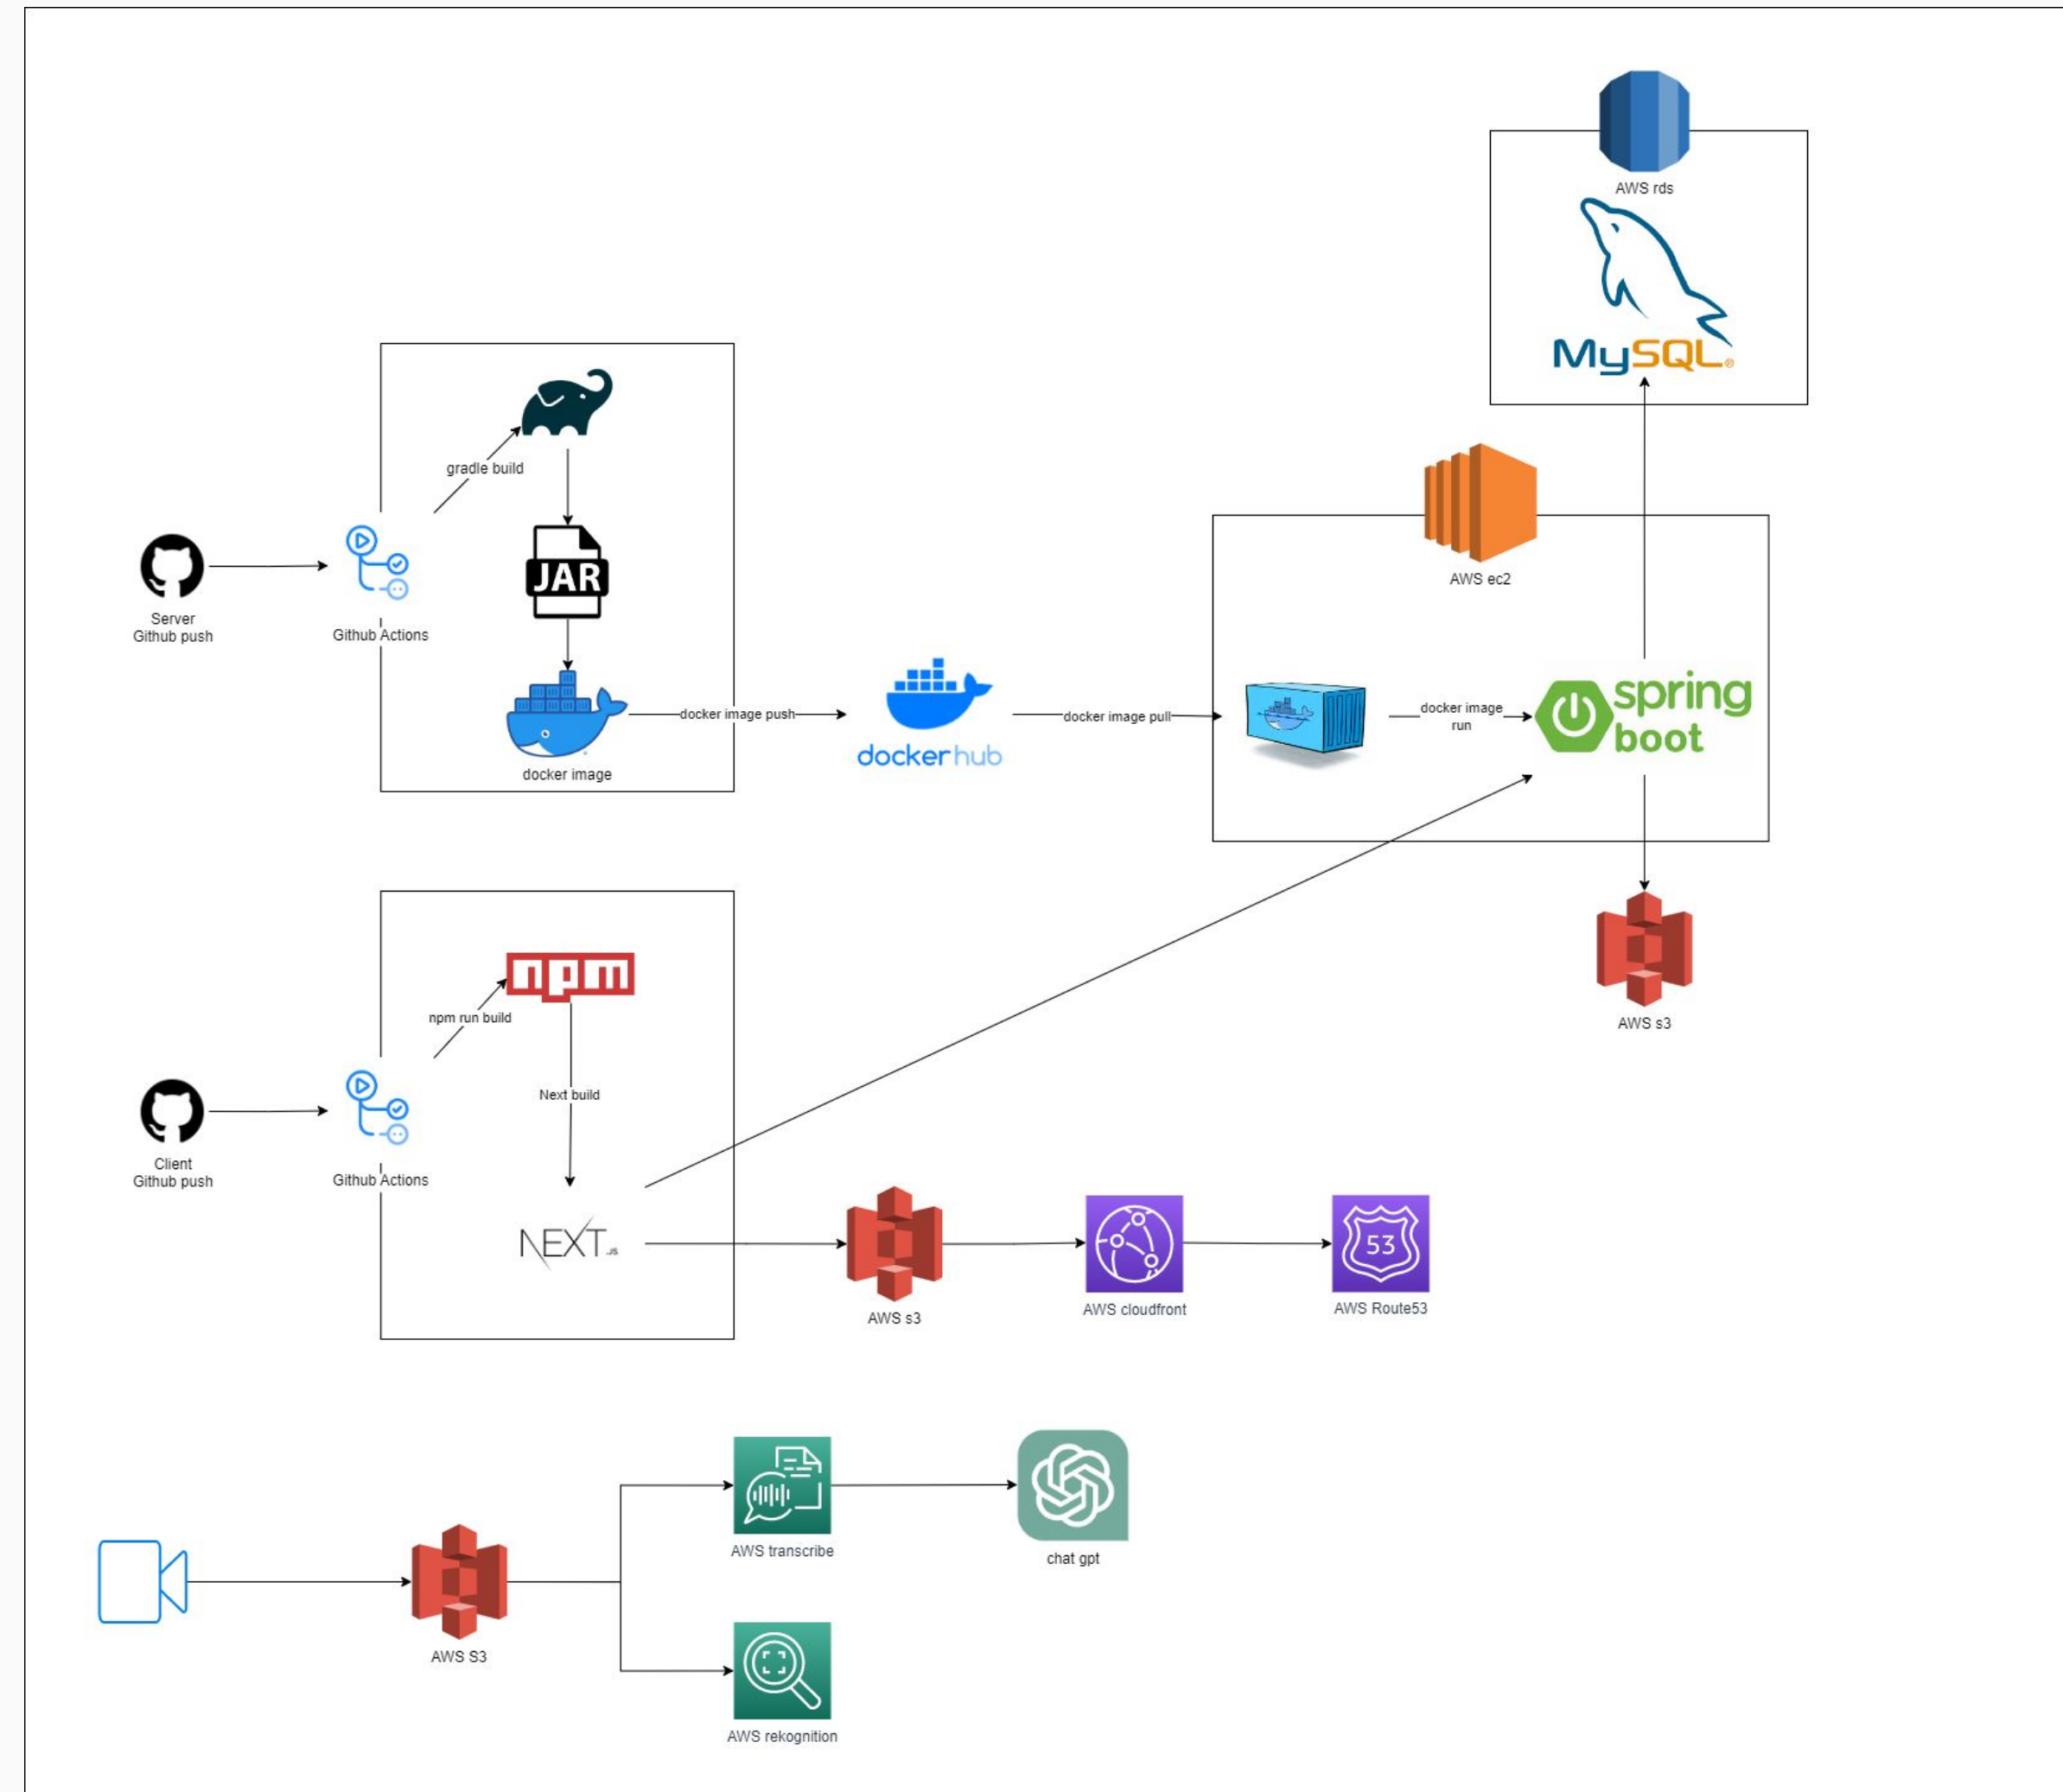 AWS rds
MySQL®
gradle build
AWS ec2
JAR
Server
Github push
Github Actions
docker image push
docker image pull
docker image
run
spring
boot
docker hub
docker image
npm
npm run build
AWS s3
Next build
Client
Github push
Github Actions
NEXT.JS
53
AWS s3
AWS cloudfront
AWS Route53
AWS transcribe
chat gpt
AWS S3
AWS rekognition